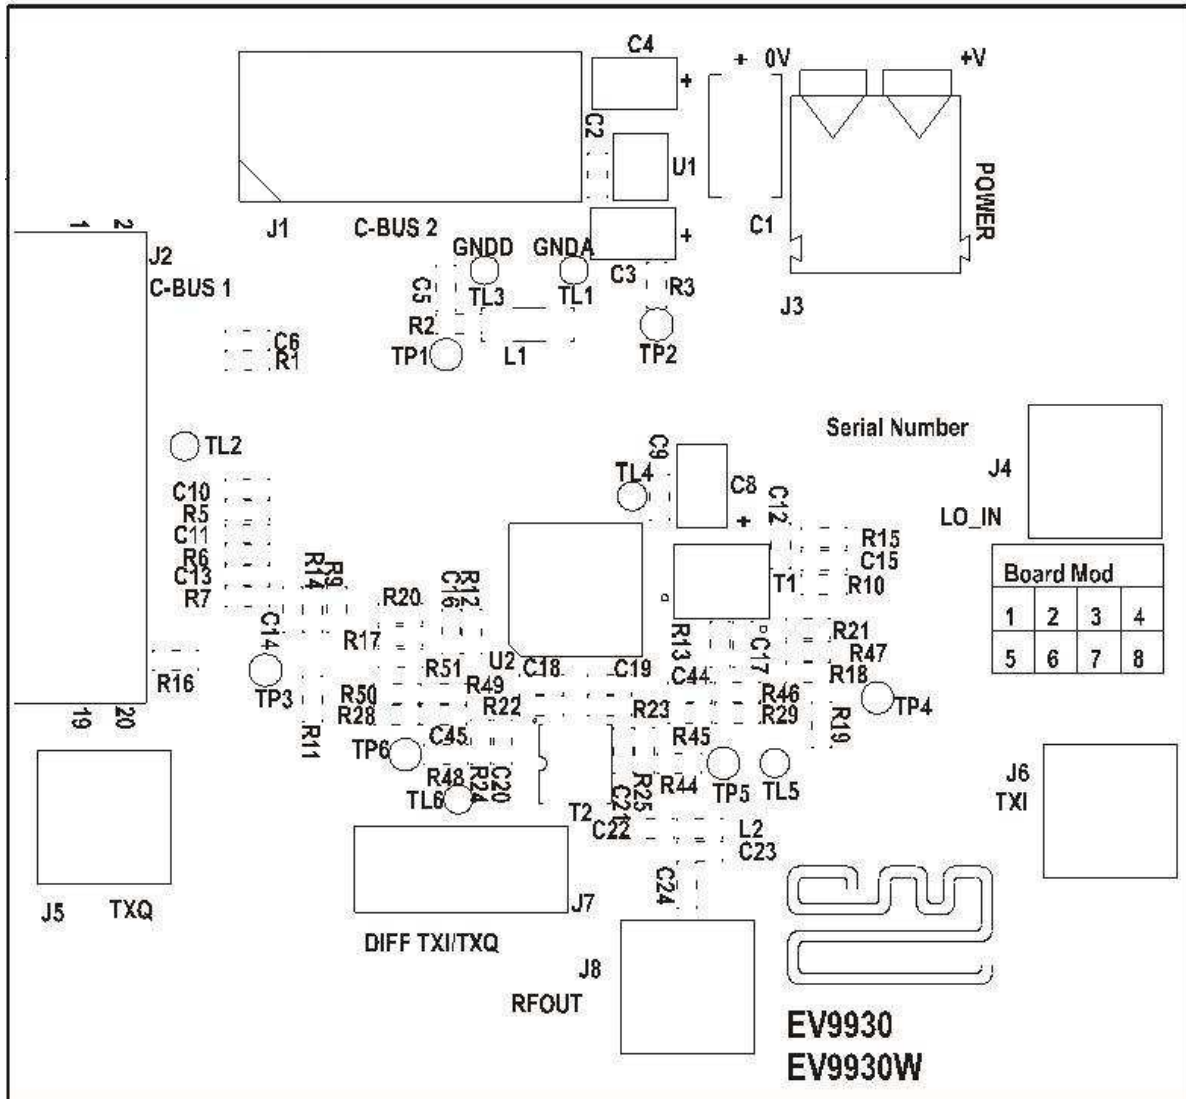 C4
+ 0V
+V
+
C2
U1
POWER
1
2
J1
C-BUS 2
C1
J2
GNDD
GNDA
+
C3
C-BUS 1
C5
TL3
TL1
R3
J3
R2
C6
R1
TP1
L1
TP2
Serial Number
TL2
C9
J4
TL4
C8
C10
C12
LO_IN
R5
+
C11
R15
R6
C15
C13
R14
R9
T1
R10
Board Mod
R7
R20
C16
R12
1 2 3 4
C14
R17
R13
C17
R21
R47
5 6 7 8
R16
R51
U2
C18
C19
C44
R18
TP3
R50
R49
R46
R28
R22
R23
R29
TP4
19
20
R11
C45
R45
R19
TP6
R48
R24
C20
R25
R44
J6
TL6
TP5
TL5
TXI
T2
C21
C22
L2
C23
C24
J5
TXQ
J7
DIFF TXI/TXQ
J8
RFOUT
EV9930
EV9930W